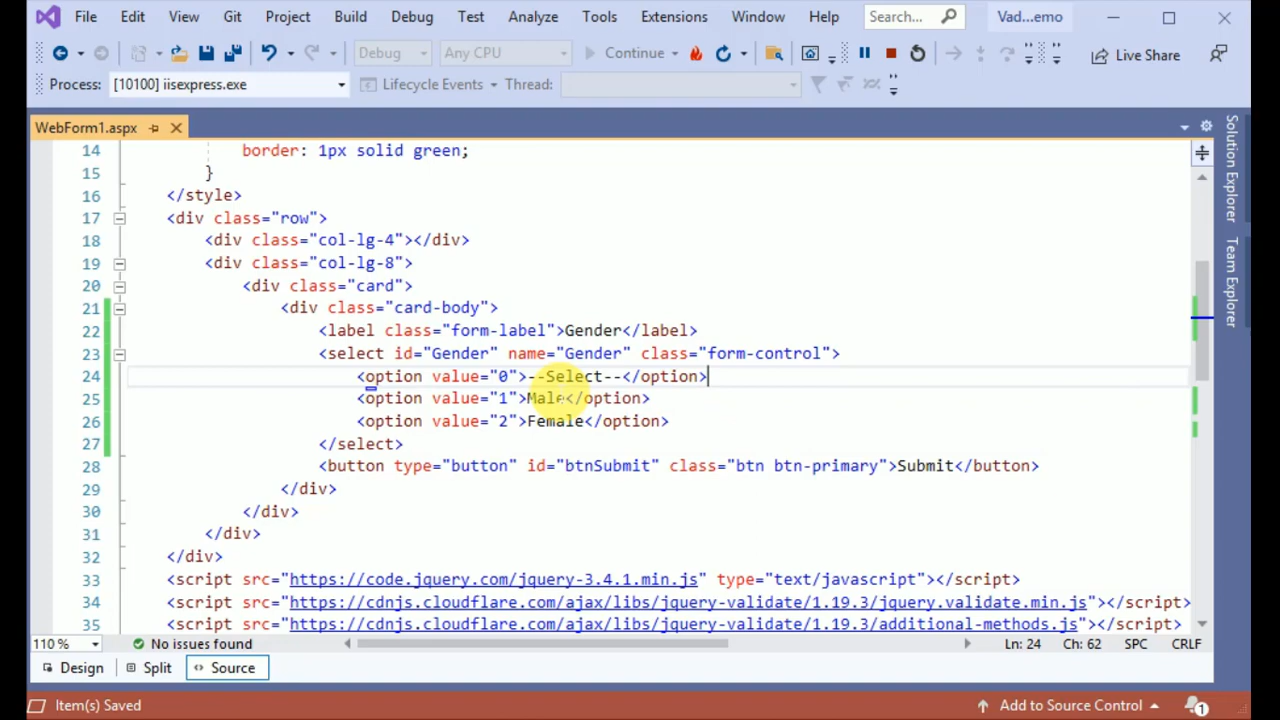 File Edit View Git Project Build Debug Test Analyze Tools Extensions Window Help Search... Vad...emo
Debug Any CPU Continue Live Share
Process: [10100] iisexpress.exe Lifecycle Events Thread:
WebForm1.aspx
14 border: 1px solid green;
15 }
16 </style>
17 <div class="row">
18 <div class="col-lg-4"></div>
19 <div class="col-lg-8">
20 <div class="card">
21 <div class="card-body">
22 <label class="form-label">Gender</label>
23 <select id="Gender" name="Gender" class="form-control">
24 <option value="0">--Select--</option>
25 <option value="1">Male</option>
26 <option value="2">Female</option>
27 </select>
28 <button type="button" id="btnSubmit" class="btn btn-primary">Submit</button>
29 </div>
30 </div>
31 </div>
32 </div>
33 <script src="https://code.jquery.com/jquery-3.4.1.min.js" type="text/javascript"></script>
34 <script src="https://cdnjs.cloudflare.com/ajax/libs/jquery-validate/1.19.3/jquery.validate.min.js"></script>
35 <script src="https://cdnjs.cloudflare.com/ajax/libs/jquery-validate/1.19.3/additional-methods.js"></script>
110 % No issues found Ln: 24 Ch: 62 SPC CRLF
Design Split Source
Item(s) Saved Add to Source Control 1
Solution Explorer
Team Explorer